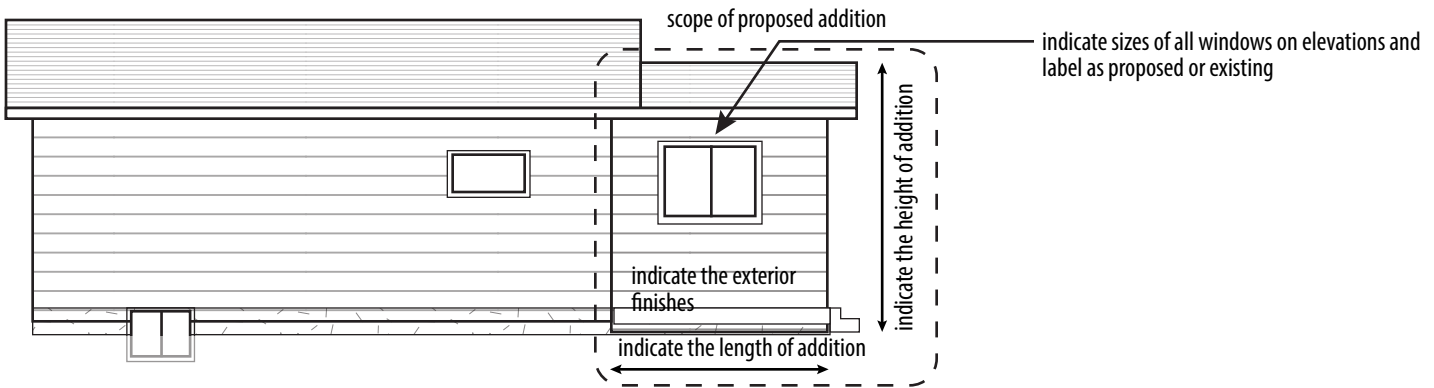 scope of proposed addition
indicate sizes of all windows on elevations and
label as proposed or existing
indicate the height of addition
indicate the exterior
finishes
indicate the length of addition